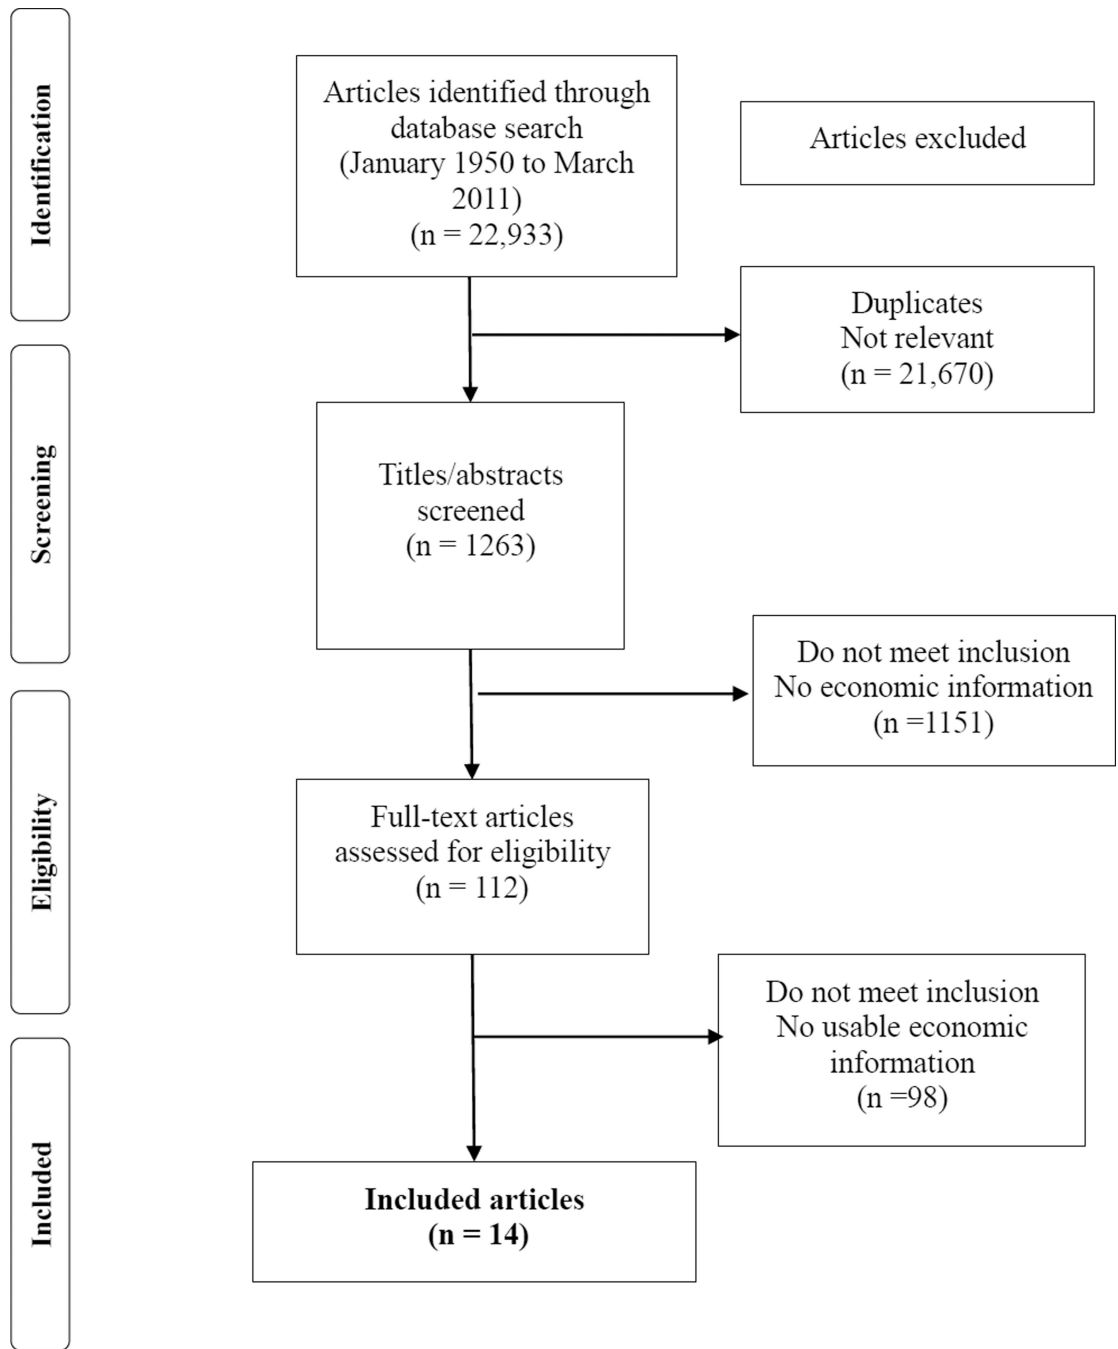 Identification
Articles identified through
database search
(January 1950 to March
2011)
(n = 22,933)
Articles excluded
Duplicates
Not relevant
(n = 21,670)
Screening
Titles/abstracts
screened
(n = 1263)
Do not meet inclusion
No economic information
(n =1151)
Eligibility
Full-text articles
assessed for eligibility
(n = 112)
Do not meet inclusion
No usable economic
information
(n =98)
Included
Included articles
(n = 14)